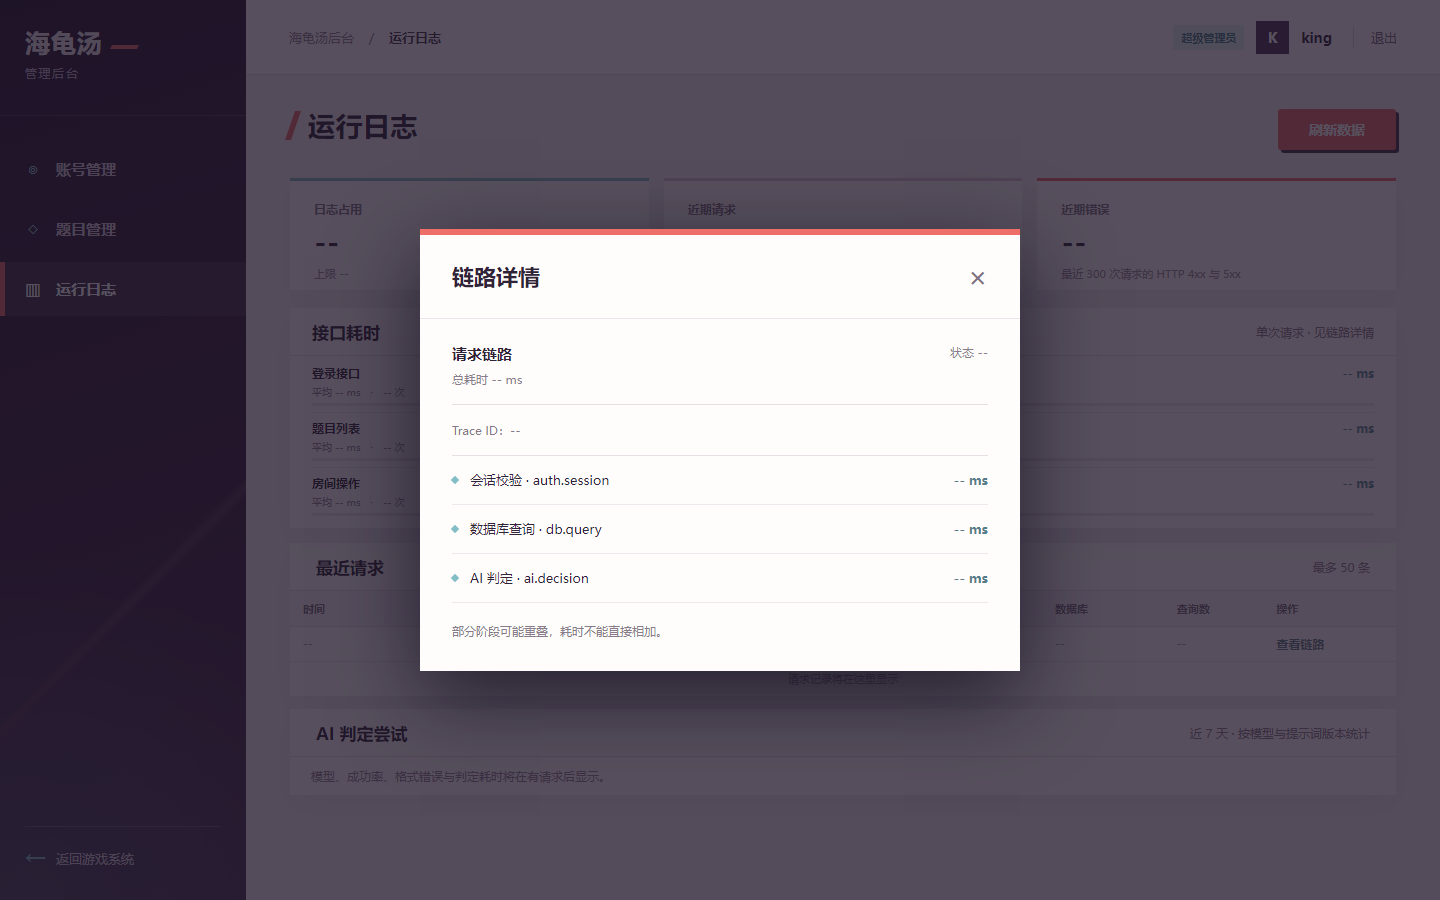 海龟汤
管理后台
账号管理
题目管理
运行日志
返回游戏系统
海龟汤后台 / 运行日志
超级管理员 K king 退出
运行日志
刷新数据
日志占用
--
上限 --
近期请求
近期错误
--
最近 300 次请求的 HTTP 4xx 与 5xx
接口耗时
单次请求 · 见链路详情
登录接口
平均 -- ms · -- 次
-- ms
题目列表
平均 -- ms · -- 次
-- ms
房间操作
平均 -- ms · -- 次
-- ms
最近请求
最多 50 条
时间 数据库 查询数 操作
-- -- -- 查看链路
请求记录将在这里显示
AI 判定尝试
近 7 天 · 按模型与提示词版本统计
模型、成功率、格式错误与判定耗时将在有请求后显示。
链路详情
×
请求链路
状态 --
总耗时 -- ms
Trace ID: --
会话校验 · auth.session -- ms
数据库查询 · db.query -- ms
AI 判定 · ai.decision -- ms
部分阶段可能重叠，耗时不能直接相加。